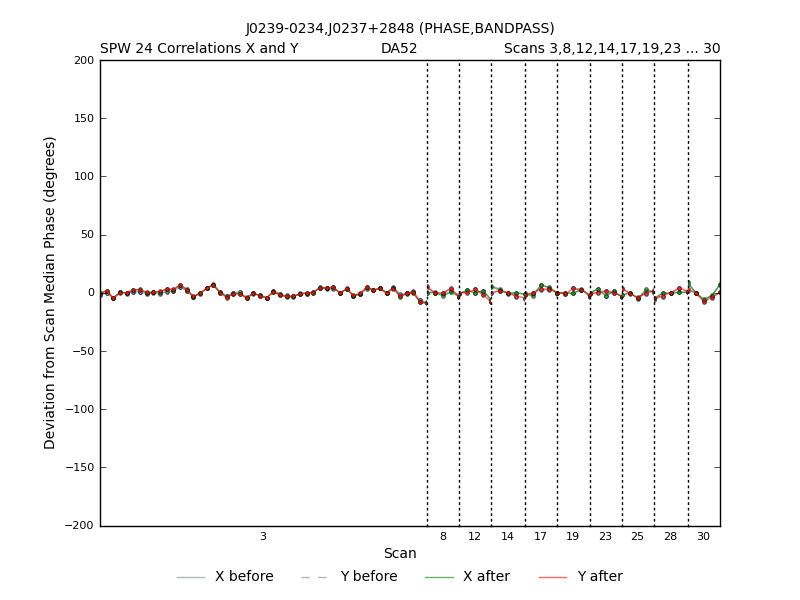 J0239-0234,J0237+2848 (PHASE,BANDPASS)
SPW 24 Correlations X and Y DA52 Scans 3,8,12,14,17,19,23 ... 30
Deviation from Scan Median Phase (degrees)
200
150
100
50
0
−50
−100
−150
−200
3 8 12 14 17 19 23 25 28 30
Scan
X before Y before X after Y after